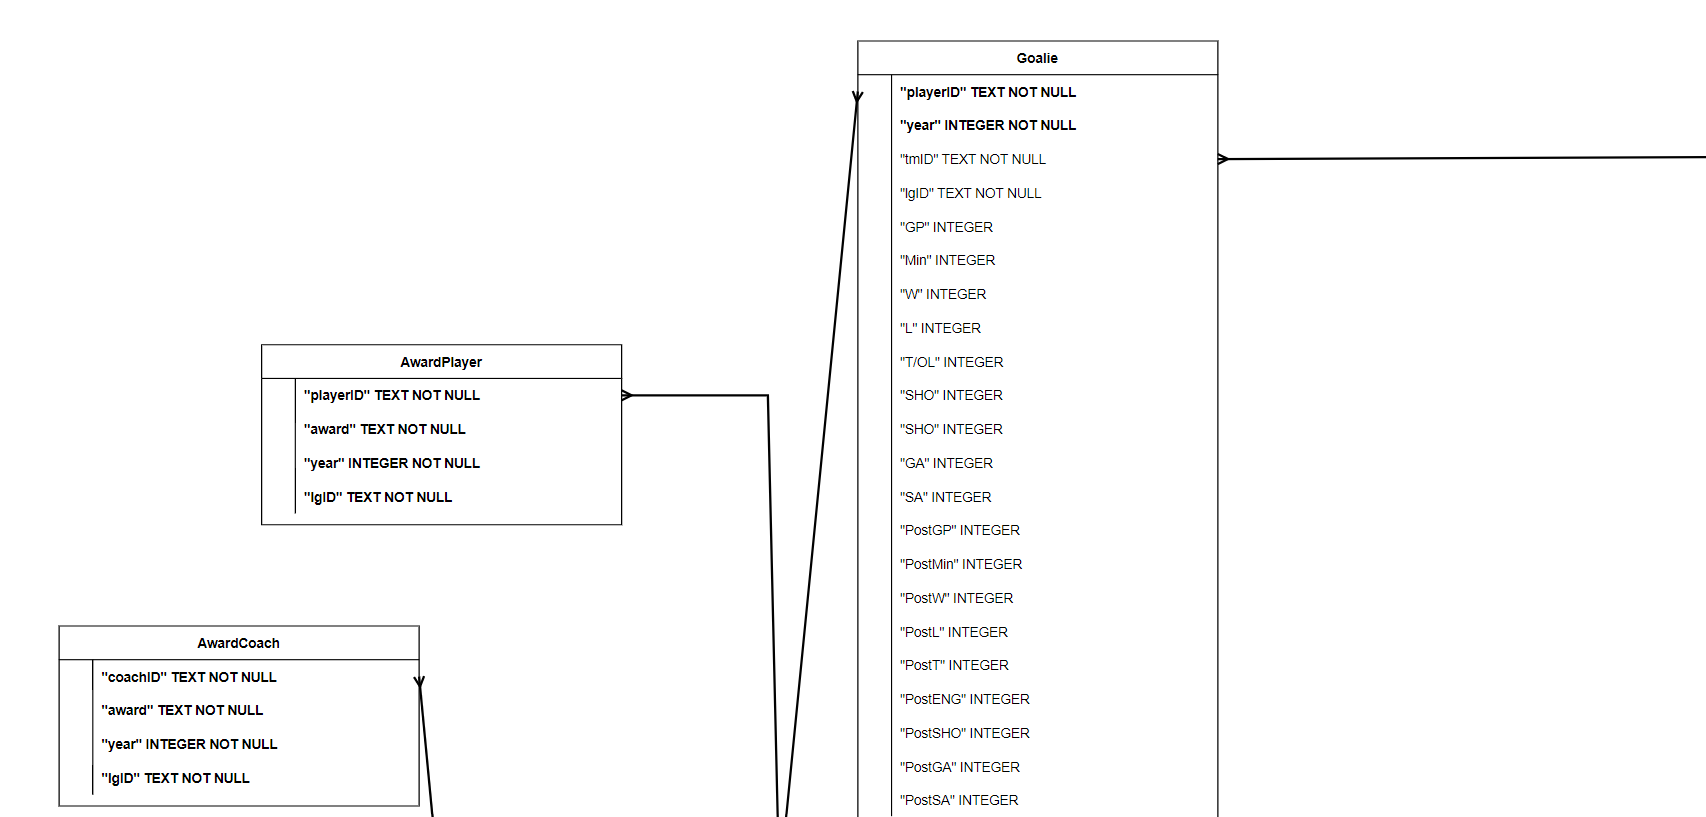 Goalie
"playerID" TEXT NOT NULL
"year" INTEGER NOT NULL
"tmID" TEXT NOT NULL
"lgID" TEXT NOT NULL
"GP" INTEGER
"Min" INTEGER
"W" INTEGER
"L" INTEGER
"T/OL" INTEGER
"SHO" INTEGER
"SHO" INTEGER
"GA" INTEGER
"SA" INTEGER
"PostGP" INTEGER
"PostMin" INTEGER
"PostW" INTEGER
"PostL" INTEGER
"PostT" INTEGER
"PostENG" INTEGER
"PostSHO" INTEGER
"PostGA" INTEGER
"PostSA" INTEGER
AwardPlayer
"playerID" TEXT NOT NULL
"award" TEXT NOT NULL
"year" INTEGER NOT NULL
"lgID" TEXT NOT NULL
AwardCoach
"coachID" TEXT NOT NULL
"award" TEXT NOT NULL
"year" INTEGER NOT NULL
"lgID" TEXT NOT NULL